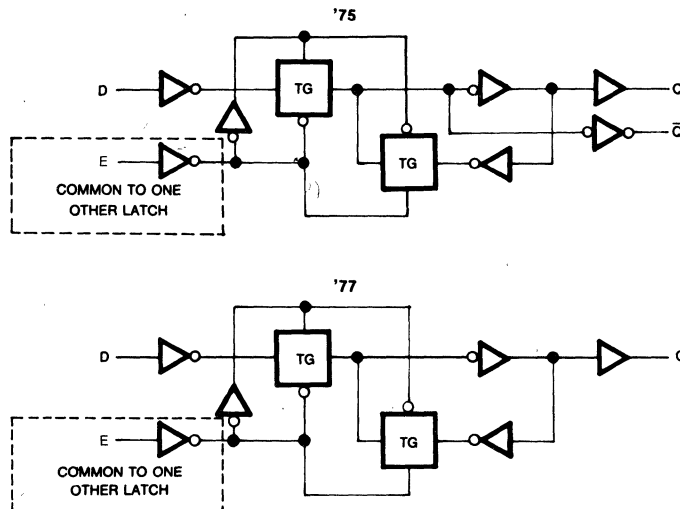 '75
D
TG
Q
Q̅
TG
E
COMMON TO ONE
OTHER LATCH
'77
D
TG
Q
TG
E
COMMON TO ONE
OTHER LATCH